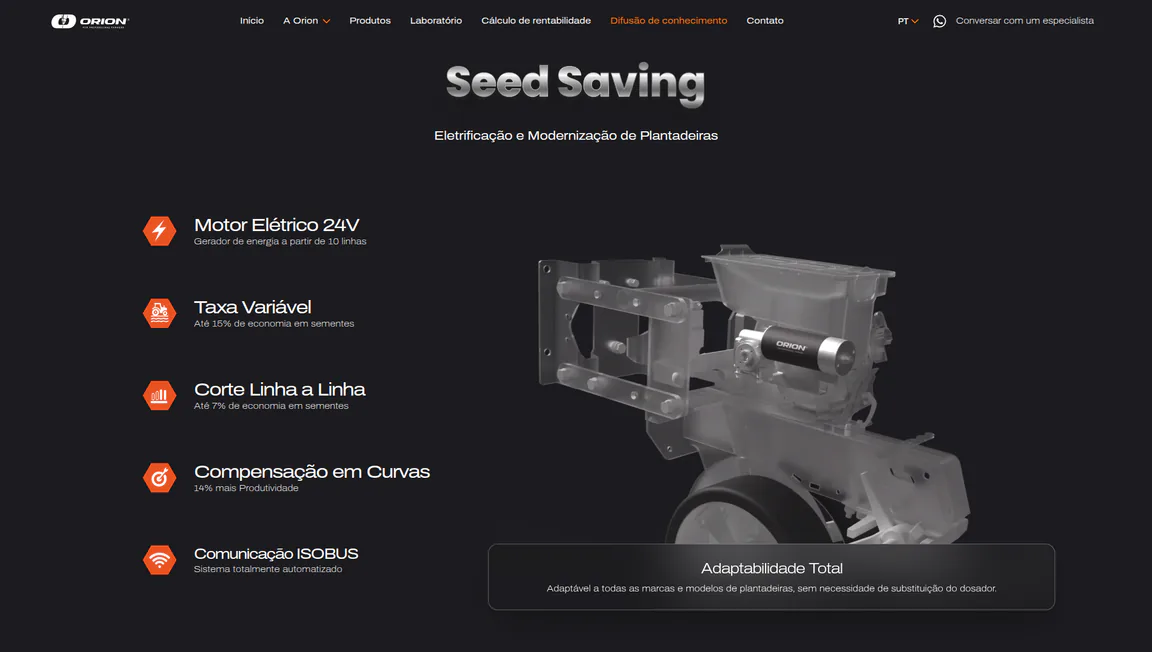 ORION
Início
A Orion
Produtos
Laboratório
Cálculo de rentabilidade
Difusão de conhecimento
Contato
PT
Conversar com um especialista
Seed Saving
Eletrificação e Modernização de Plantadeiras
Motor Elétrico 24V
Gerador de energia a partir de 10 linhas
Taxa Variável
Até 15% de economia em sementes
Corte Linha a Linha
Até 7% de economia em sementes
Compensação em Curvas
14% mais Produtividade
Comunicação ISOBUS
Sistema totalmente automatizado
ORION
Adaptabilidade Total
Adaptável a todas as marcas e modelos de plantadeiras, sem necessidade de substituição do dosador.